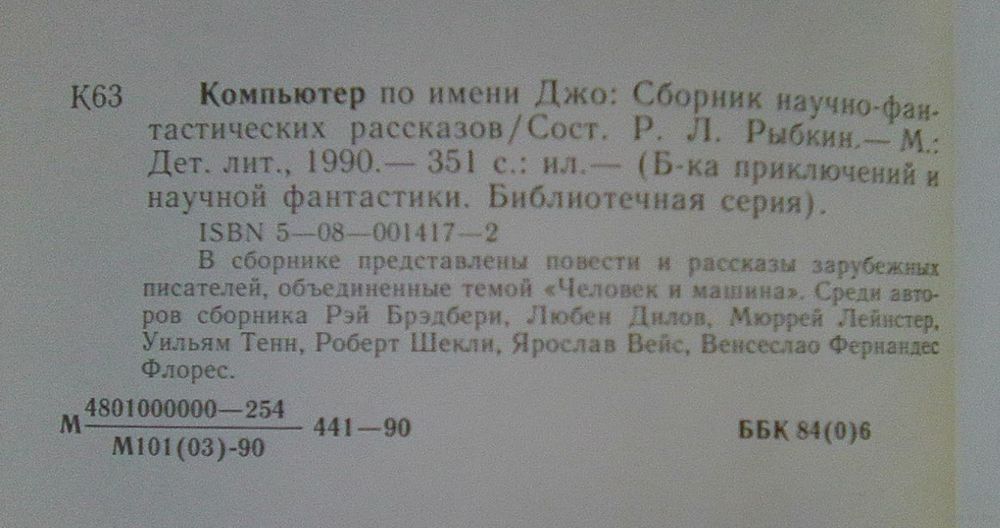 К63 Компьютер по имени Джо: Сборник научно-фан-
тастических рассказов/Сост. Р. Л. Рыбкин.— М.:
Дет. лит., 1990.— 351 с.: ил.— (Б-ка приключений и
научной фантастики. Библиотечная серия).
ISBN 5—08—001417—2
В сборнике представлены повести и рассказы зарубежных
писателей, объединенные темой «Человек и машина». Среди авто-
ров сборника Рэй Брэдбери, Любен Дилов, Мюррей Лейнстер,
Уильям Тенн, Роберт Шекли, Ярослав Вейс, Венсеслао Фернандес
Флорес.
4801000000—254
М 441—90 ББК 84(0)6
М101(03)-90